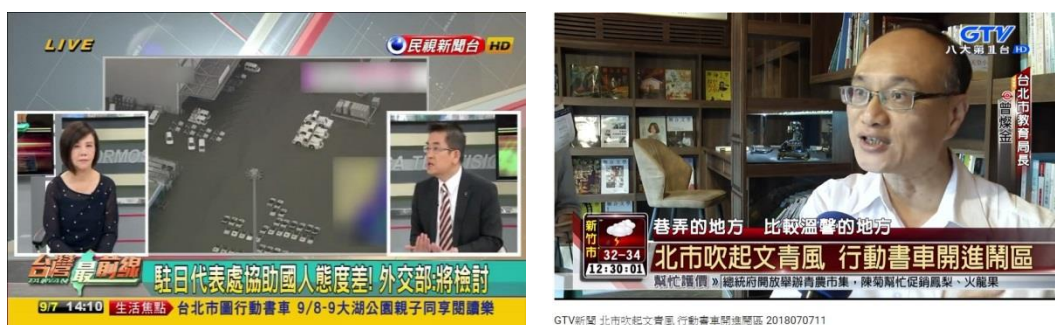 LIVE
民視新聞台 HD
台灣最前線
駐日代表處協助國人態度差! 外交部:將檢討
9/7 14:10 生活焦點 台北市圖行動書車 9/8-9大湖公園親子同享閱讀樂
GTV
八大第1台 HD
台北市教育局長
曾燦金
巷弄的地方 比較溫馨的地方
新竹市 32-34
12:30:01
北市吹起文青風 行動書車開進鬧區
幫忙護價 » 總統府開放舉辦青農市集,陳菊幫忙促銷鳳梨、火龍果
GTV新聞 北市吹起文青風 行動書車開進鬧區 2018070711